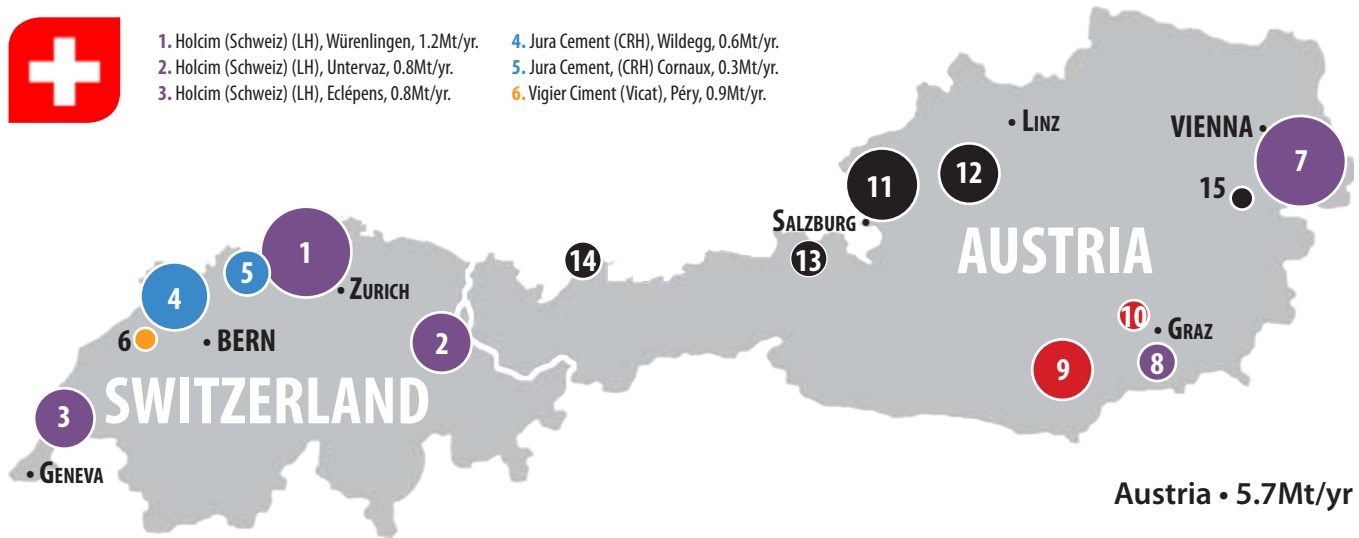 1. Holcim (Schweiz) (LH), Würenlingen, 1.2Mt/yr.
2. Holcim (Schweiz) (LH), Untervaz, 0.8Mt/yr.
3. Holcim (Schweiz) (LH), Eclépens, 0.8Mt/yr.
4. Jura Cement (CRH), Wildegg, 0.6Mt/yr.
5. Jura Cement, (CRH) Cornaux, 0.3Mt/yr.
6. Vigier Ciment (Vicat), Péry, 0.9Mt/yr.
• LINZ
VIENNA •
7
12
11
15
SALZBURG •
AUSTRIA
1
14
13
5
• ZURICH
4
10
• GRAZ
6
• BERN
2
8
9
SWITZERLAND
3
• GENEVA
Austria • 5.7Mt/yr